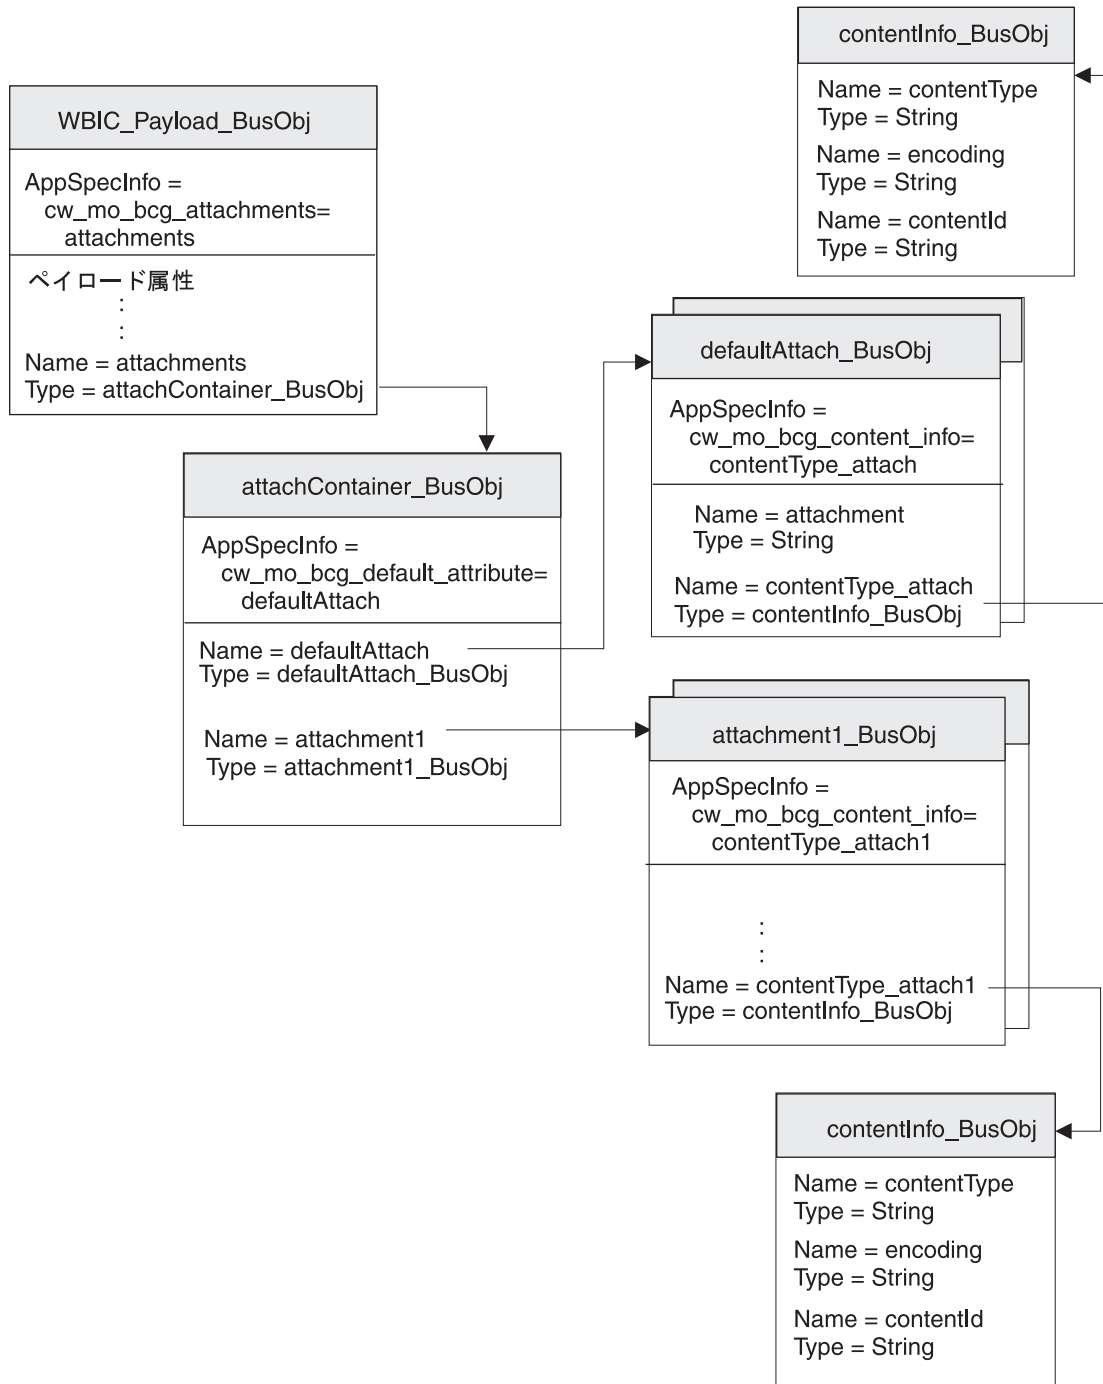 contentInfo_BusObj
Name = contentType
Type = String
Name = encoding
Type = String
Name = contentId
Type = String
WBIC_Payload_BusObj
AppSpecInfo =
cw_mo_bcg_attachments=
attachments
ペイロード属性
:
:
Name = attachments
Type = attachContainer_BusObj
defaultAttach_BusObj
AppSpecInfo =
cw_mo_bcg_content_info=
contentType_attach
Name = attachment
Type = String
Name = contentType_attach
Type = contentInfo_BusObj
attachContainer_BusObj
AppSpecInfo =
cw_mo_bcg_default_attribute=
defaultAttach
Name = defaultAttach
Type = defaultAttach_BusObj
Name = attachment1
Type = attachment1_BusObj
attachment1_BusObj
AppSpecInfo =
cw_mo_bcg_content_info=
contentType_attach1
:
:
Name = contentType_attach1
Type = contentInfo_BusObj
contentInfo_BusObj
Name = contentType
Type = String
Name = encoding
Type = String
Name = contentId
Type = String